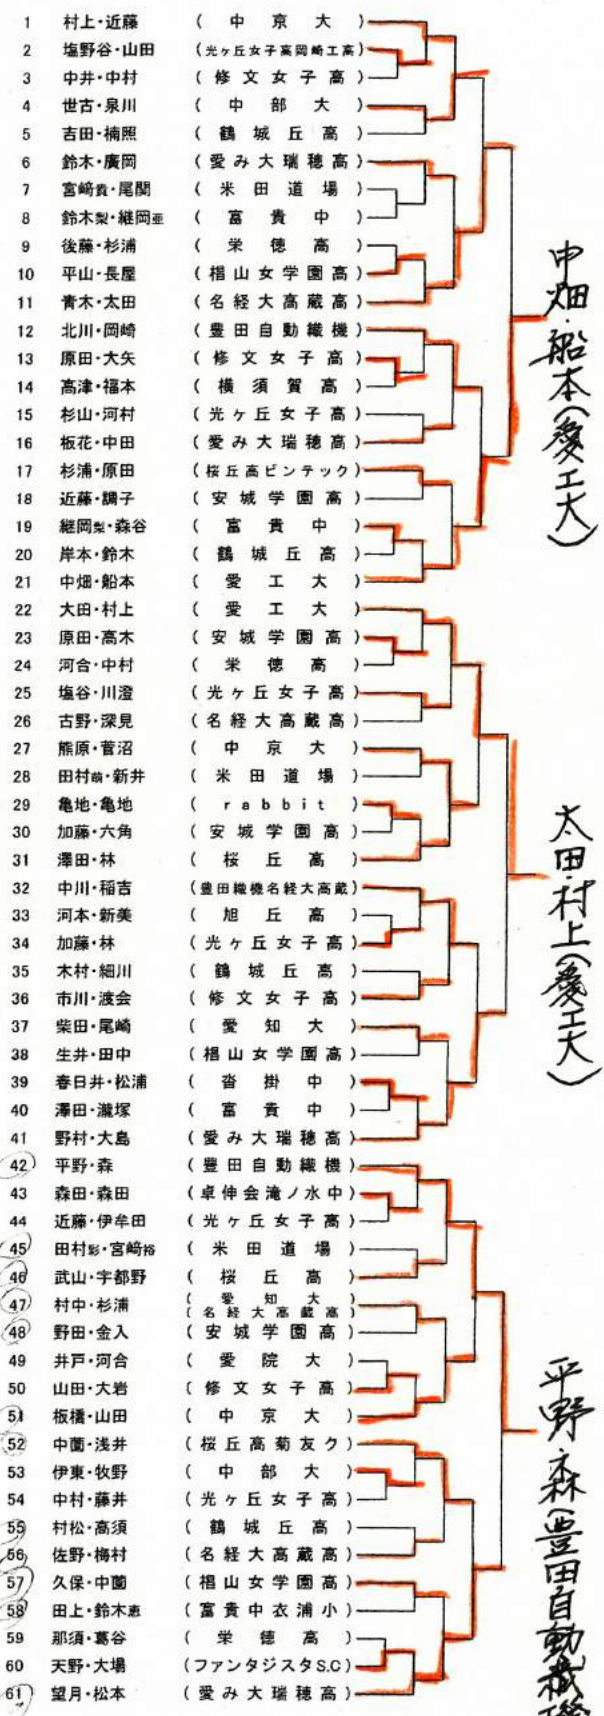 1 村上・近藤 (中京大)
2 塩野谷・山田 (光ヶ丘女子高岡崎工高)
3 中井・中村 (修文女子高)
4 世古・泉川 (中部大)
5 吉田・楠照 (鶴城丘高)
6 鈴木・廣岡 (愛み大瑞穂高)
7 宮﨑貴・尾関 (米田道場)
8 鈴木梨・継岡亜 (富貴中)
9 後藤・杉浦 (栄徳高)
10 平山・長屋 (椙山女学園高)
11 青木・太田 (名経大高蔵高)
12 北川・岡崎 (豊田自動織機)
13 原田・大矢 (修文女子高)
14 高津・福本 (横須賀高)
15 杉山・河村 (光ヶ丘女子高)
16 板花・中田 (愛み大瑞穂高)
17 杉浦・原田 (桜丘高ピンテック)
18 近藤・調子 (安城学園高)
19 継岡梨・森谷 (富貴中)
20 岸本・鈴木 (鶴城丘高)
21 中畑・船本 (愛工大)
22 大田・村上 (愛工大)
23 原田・高木 (安城学園高)
24 河合・中村 (栄徳高)
25 塩谷・川澄 (光ヶ丘女子高)
26 古野・深見 (名経大高蔵高)
27 熊原・菅沼 (中京大)
28 田村萌・新井 (米田道場)
29 亀地・亀地 (rabbit)
30 加藤・六角 (安城学園高)
31 澤田・林 (桜丘高)
32 中川・稲吉 (豊田織機名経大高蔵)
33 河本・新美 (旭丘高)
34 加藤・林 (光ヶ丘女子高)
35 木村・細川 (鶴城丘高)
36 市川・渡会 (修文女子高)
37 柴田・尾崎 (愛知大)
38 生井・田中 (椙山女学園高)
39 春日井・松浦 (沓掛中)
40 澤田・瀧塚 (富貴中)
41 野村・大島 (愛み大瑞穂高)
42 平野・森 (豊田自動織機)
43 森田・森田 (卓伸会滝ノ水中)
44 近藤・伊牟田 (光ヶ丘女子高)
45 田村彩・宮﨑裕 (米田道場)
46 武山・宇都野 (桜丘高)
47 村中・杉浦 (愛知大 名経大高蔵高)
48 野田・金入 (安城学園高)
49 井戸・河合 (愛院大)
50 山田・大岩 (修文女子高)
51 板橋・山田 (中京大)
52 中薗・浅井 (桜丘高菊友ク)
53 伊東・牧野 (中部大)
54 中村・藤井 (光ヶ丘女子高)
55 村松・高須 (鶴城丘高)
56 佐野・梅村 (名経大高蔵高)
57 久保・中薗 (椙山女学園高)
58 田上・鈴木恵 (富貴中衣浦小)
59 那須・葛谷 (栄徳高)
60 天野・大場 (ファンタジスタS.C)
61 望月・松本 (愛み大瑞穂高)
中畑・船本(愛工大)
太田・村上(愛工大)
平野・森(豊田自動織機